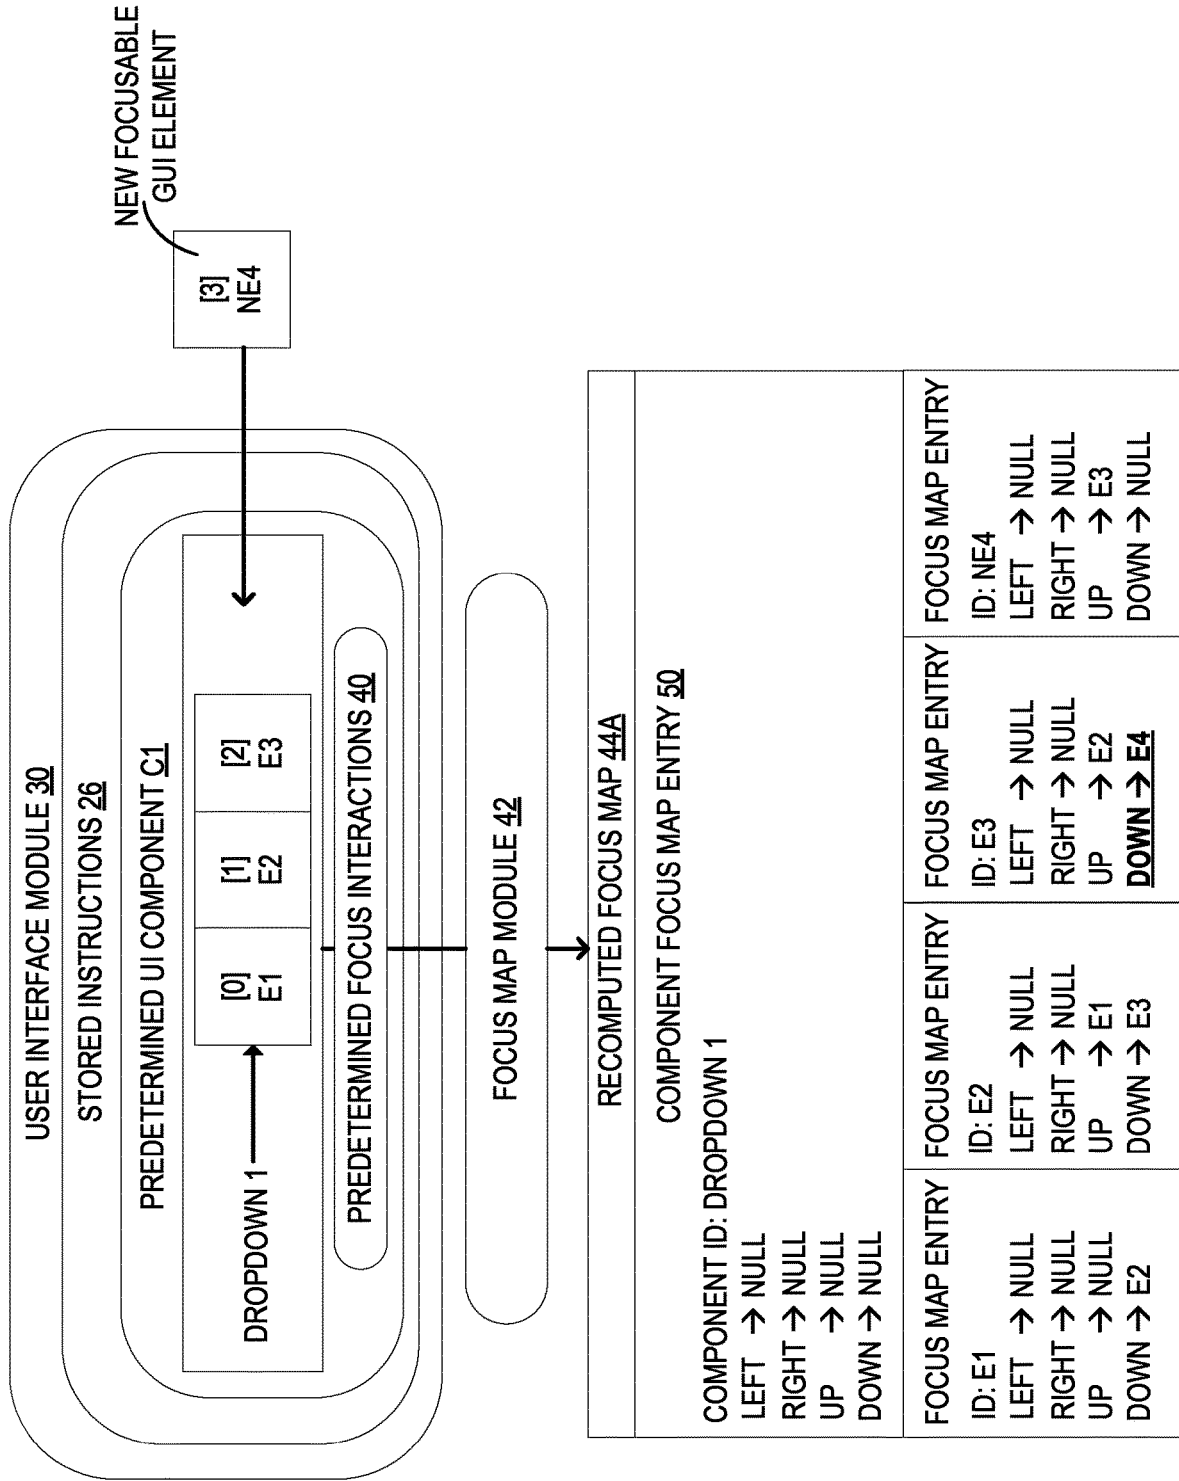 USER INTERFACE MODULE 30
STORED INSTRUCTIONS 26
PREDETERMINED UI COMPONENT C1
NEW FOCUSABLE
GUI ELEMENT
DROPDOWN 1
[0]
E1
[1]
E2
[2]
E3
[3]
NE4
PREDETERMINED FOCUS INTERACTIONS 40
FOCUS MAP MODULE 42
RECOMPUTED FOCUS MAP 44A
COMPONENT FOCUS MAP ENTRY 50
COMPONENT ID: DROPDOWN 1
LEFT → NULL
RIGHT → NULL
UP → NULL
DOWN → NULL
FOCUS MAP ENTRY
ID: E1
LEFT → NULL
RIGHT → NULL
UP → NULL
DOWN → E2
FOCUS MAP ENTRY
ID: E2
LEFT → NULL
RIGHT → NULL
UP → E1
DOWN → E3
FOCUS MAP ENTRY
ID: E3
LEFT → NULL
RIGHT → NULL
UP → E2
DOWN → E4
FOCUS MAP ENTRY
ID: NE4
LEFT → NULL
RIGHT → NULL
UP → E3
DOWN → NULL